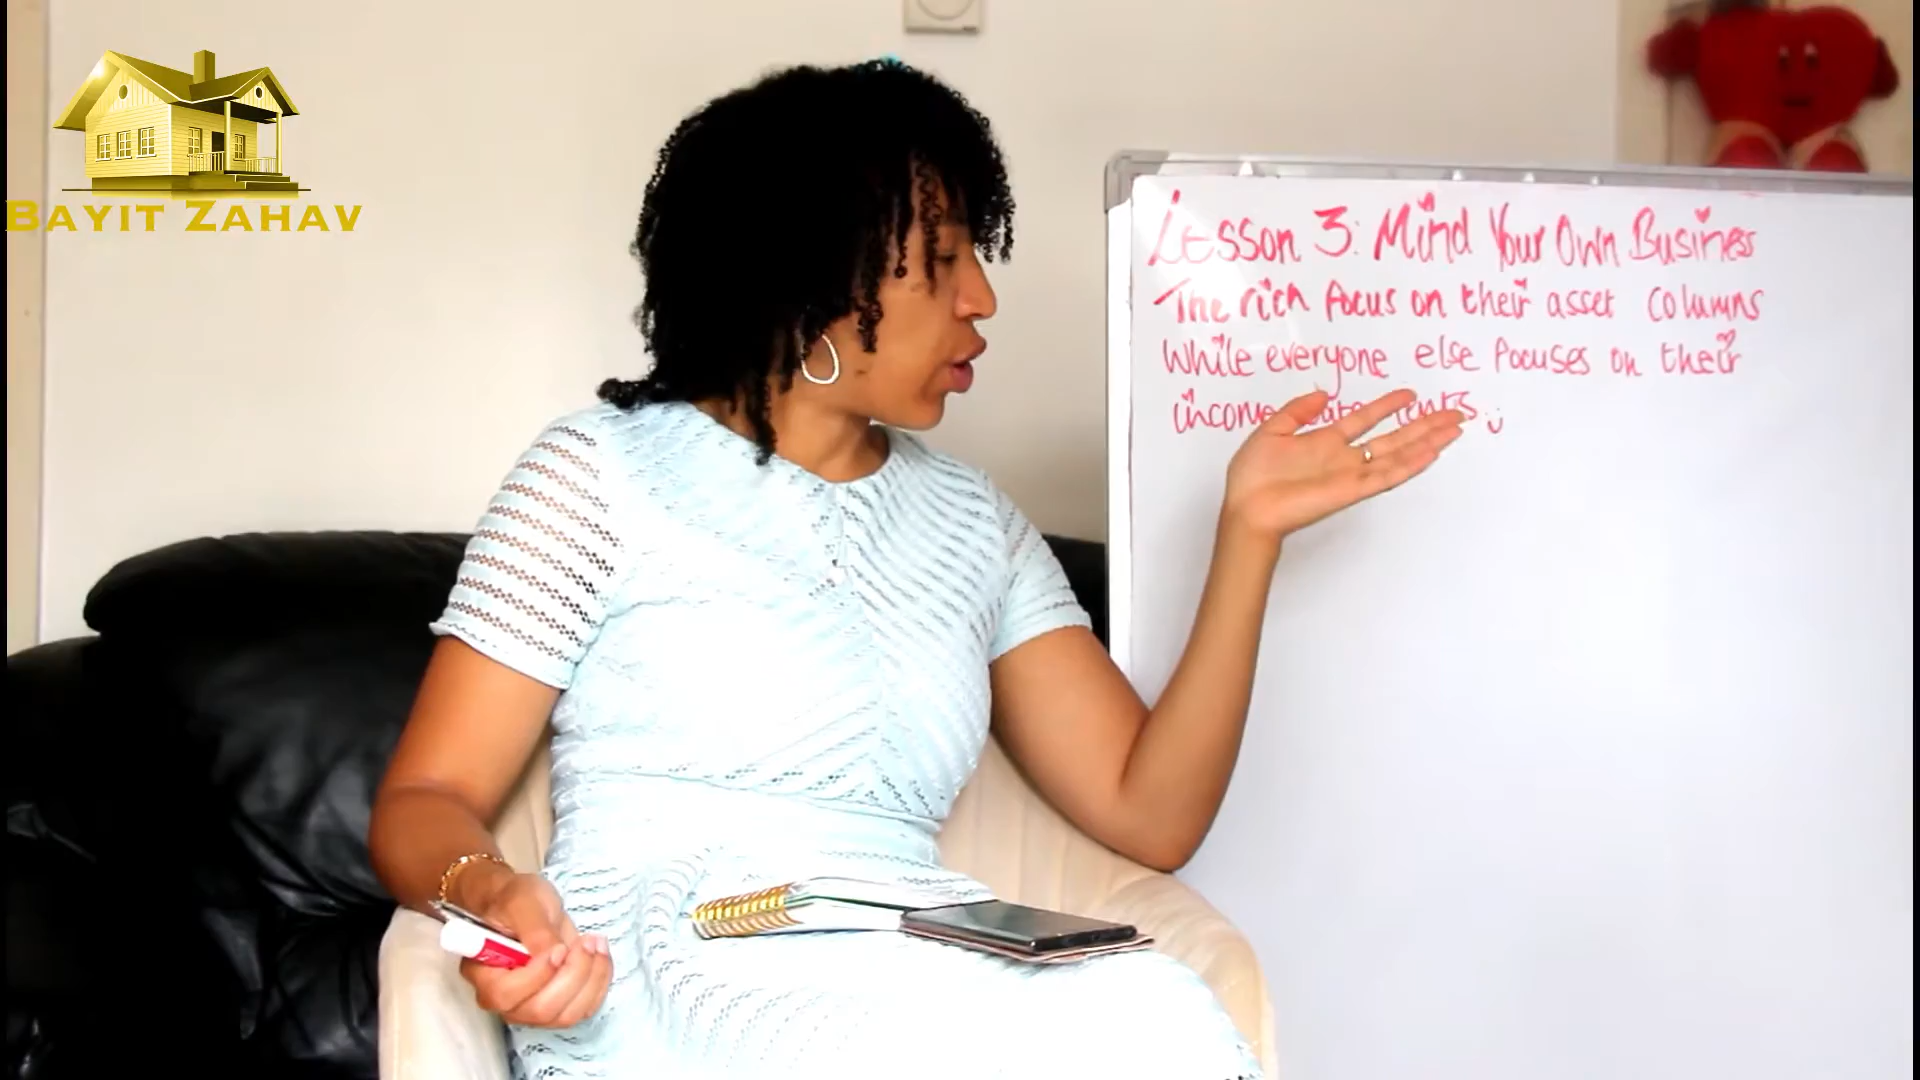 BAYIT ZAHAV
Lesson 3: Mind Your Own Business
The rich focus on their asset columns
While everyone else focuses on their